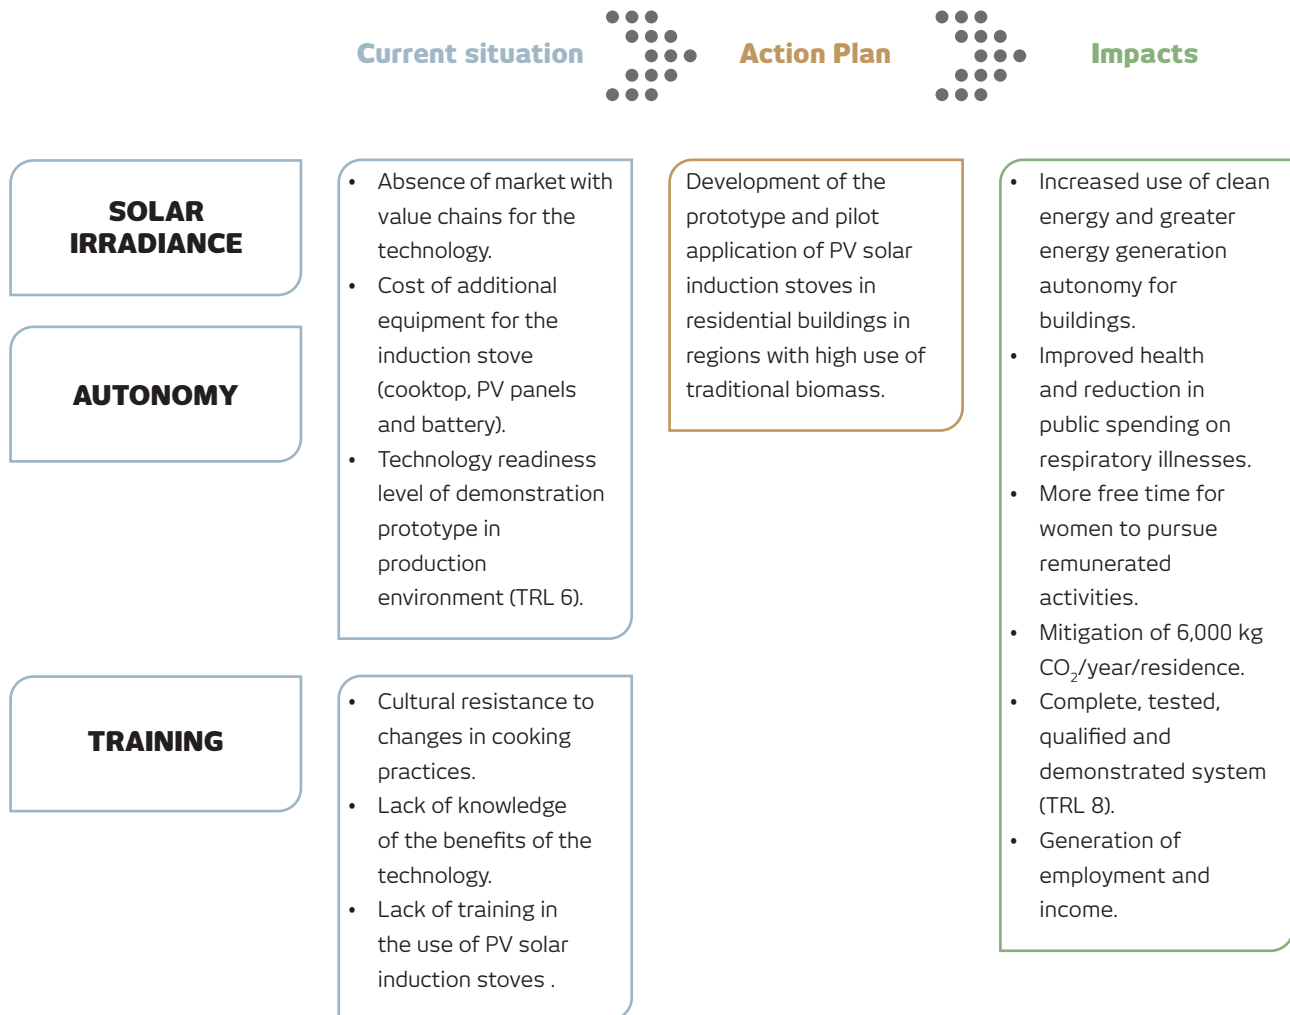 Current situation
Action Plan
Impacts
SOLAR
IRRADIANCE
AUTONOMY
• Absence of market with
value chains for the
technology.
• Cost of additional
equipment for the
induction stove
(cooktop, PV panels
and battery).
• Technology readiness
level of demonstration
prototype in
production
environment (TRL 6).
Development of the
prototype and pilot
application of PV solar
induction stoves in
residential buildings in
regions with high use of
traditional biomass.
• Increased use of clean
energy and greater
energy generation
autonomy for
buildings.
• Improved health
and reduction in
public spending on
respiratory illnesses.
• More free time for
women to pursue
remunerated
activities.
• Mitigation of 6,000 kg
CO₂/year/residence.
• Complete, tested,
qualified and
demonstrated system
(TRL 8).
• Generation of
employment and
income.
TRAINING
• Cultural resistance to
changes in cooking
practices.
• Lack of knowledge
of the benefits of the
technology.
• Lack of training in
the use of PV solar
induction stoves .